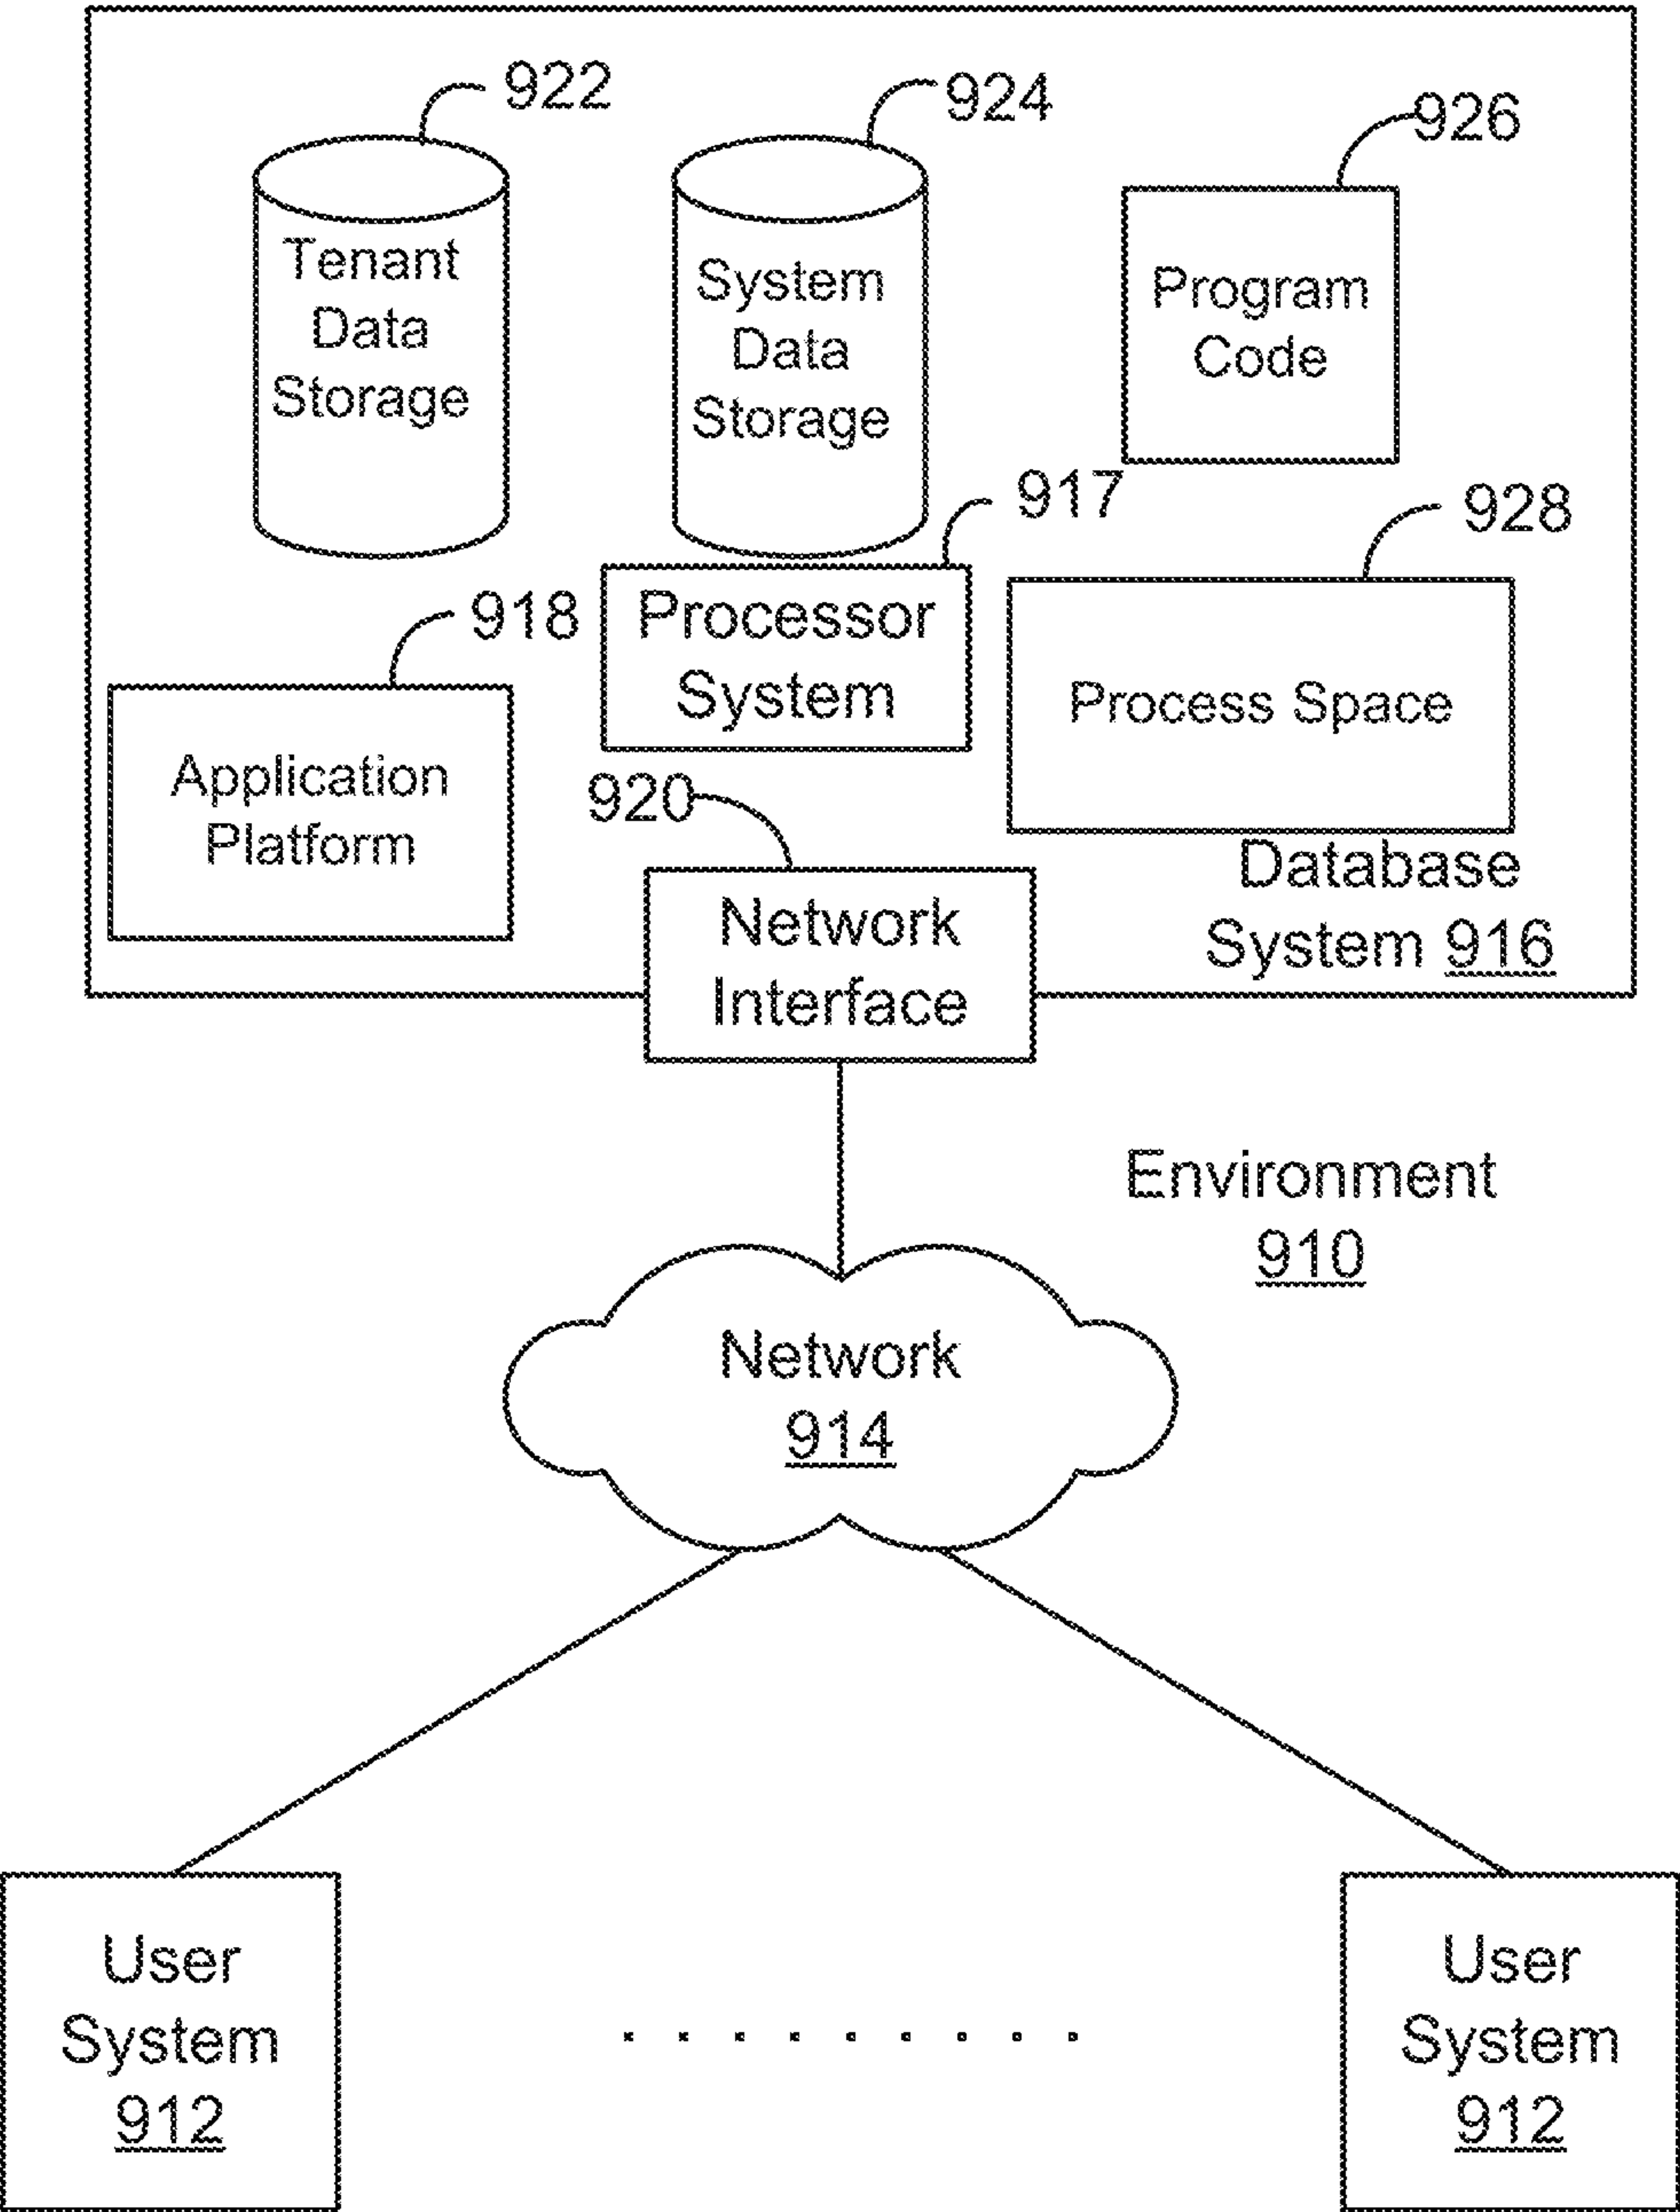 922
924
926
Tenant
Data
Storage
System
Data
Storage
Program
Code
917
928
918
Processor
System
Process Space
Application
Platform
920
Database
System 916
Network
Interface
Environment
910
Network
914
User
System
912
User
System
912